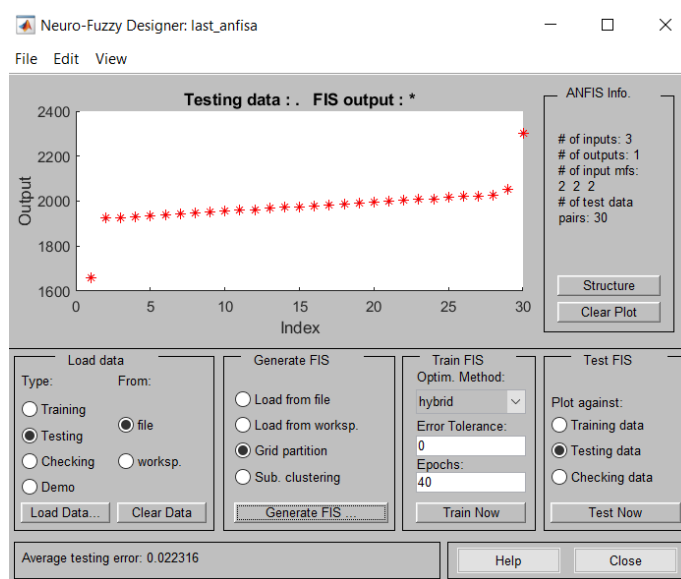 Neuro-Fuzzy Designer: last_anfisa
File Edit View
Testing data : . FIS output : *
2400
2200
2000
1800
1600
Output
0 5 10 15 20 25 30
Index
ANFIS Info.
# of inputs: 3
# of outputs: 1
# of input mfs:
2 2 2
# of test data
pairs: 30
Structure
Clear Plot
Load data
Type: From:
Training
Testing
Checking
Demo
file
worksp.
Load Data... Clear Data
Generate FIS
Load from file
Load from worksp.
Grid partition
Sub. clustering
Generate FIS ...
Train FIS
Optim. Method:
hybrid
Error Tolerance:
0
Epochs:
40
Train Now
Test FIS
Plot against:
Training data
Testing data
Checking data
Test Now
Average testing error: 0.022316
Help
Close